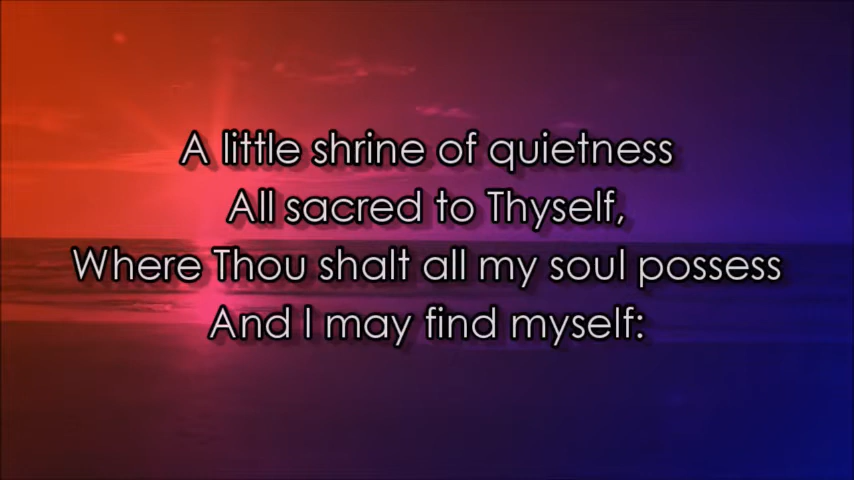 A little shrine of quietness
All sacred to Thyself,
Where Thou shalt all my soul possess
And I may find myself: